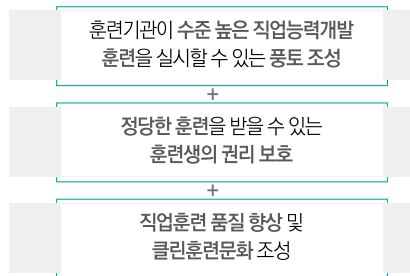 훈련기관이 수준 높은 직업능력개발
훈련을 실시할 수 있는 풍토 조성
+
정당한 훈련을 받을 수 있는
훈련생의 권리 보호
+
직업훈련 품질 향상 및
클린훈련문화 조성